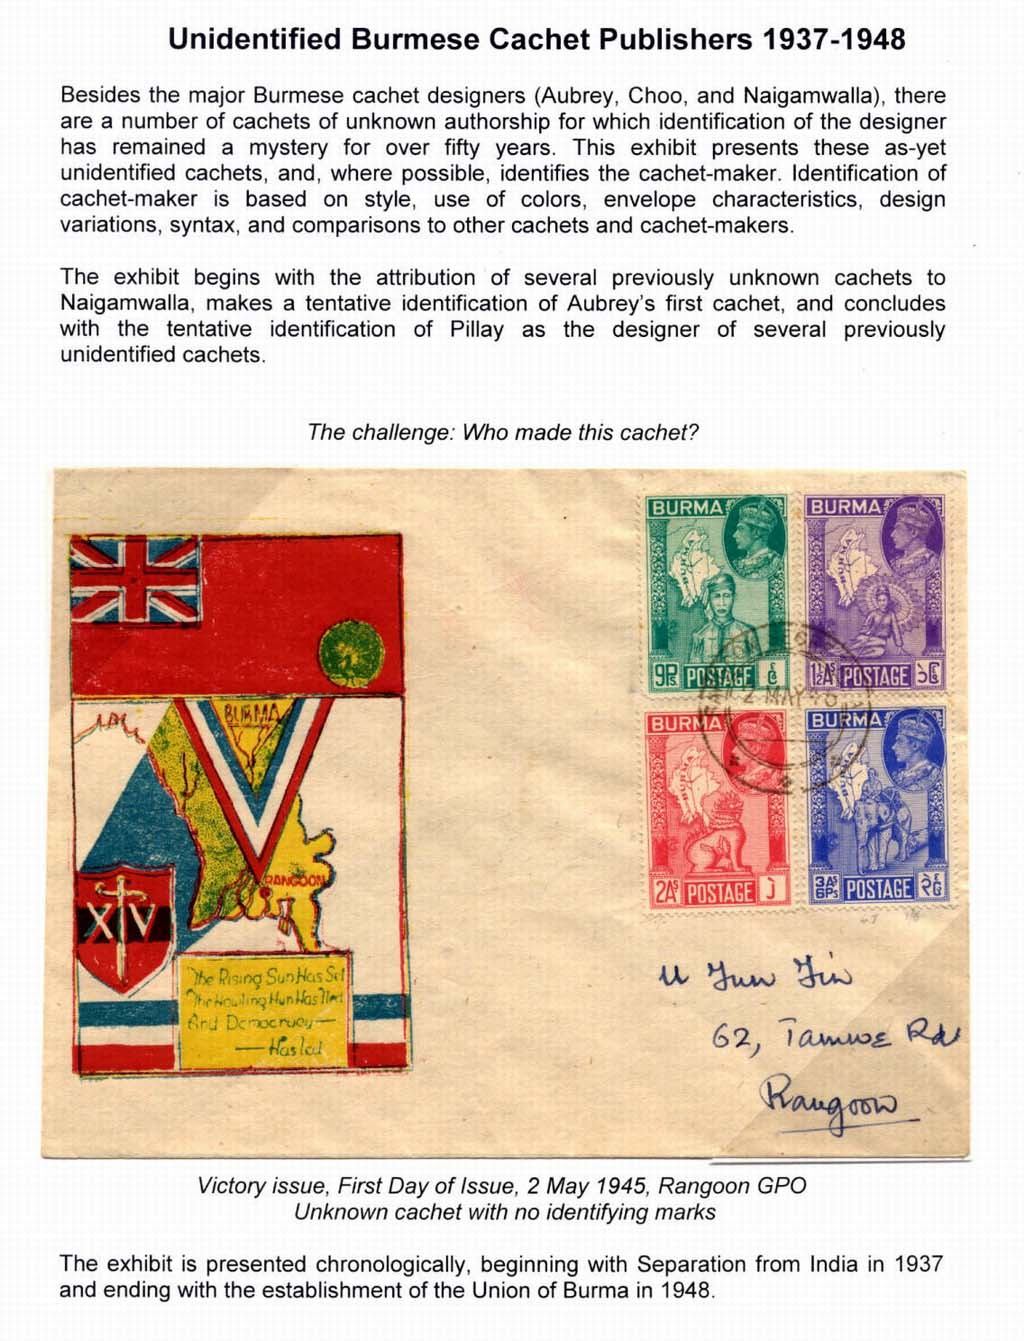 Unidentified Burmese Cachet Publishers 1937-1948
Besides the major Burmese cachet designers (Aubrey, Choo, and Naigamwalla), there
are a number of cachets of unknown authorship for which identification of the designer
has remained a mystery for over fifty years. This exhibit presents these as-yet
unidentified cachets, and, where possible, identifies the cachet-maker. Identification of
cachet-maker is based on style, use of colors, envelope characteristics, design
variations, syntax, and comparisons to other cachets and cachet-makers.
The exhibit begins with the attribution of several previously unknown cachets to
Naigamwalla, makes a tentative identification of Aubrey's first cachet, and concludes
with the tentative identification of Pillay as the designer of several previously
unidentified cachets.
The challenge: Who made this cachet?
BURMA
9Ps POSTAGE
BURMA
1½As POSTAGE
BURMA
2As POSTAGE
BURMA
3As 6Ps POSTAGE
BURMA
RANGOON
XIV
The Rising Sun Has Set
The Howling Hun Has
And Democracy—
—Has led
62, Tamwe Rd
Rangoon
Victory issue, First Day of Issue, 2 May 1945, Rangoon GPO
Unknown cachet with no identifying marks
The exhibit is presented chronologically, beginning with Separation from India in 1937
and ending with the establishment of the Union of Burma in 1948.